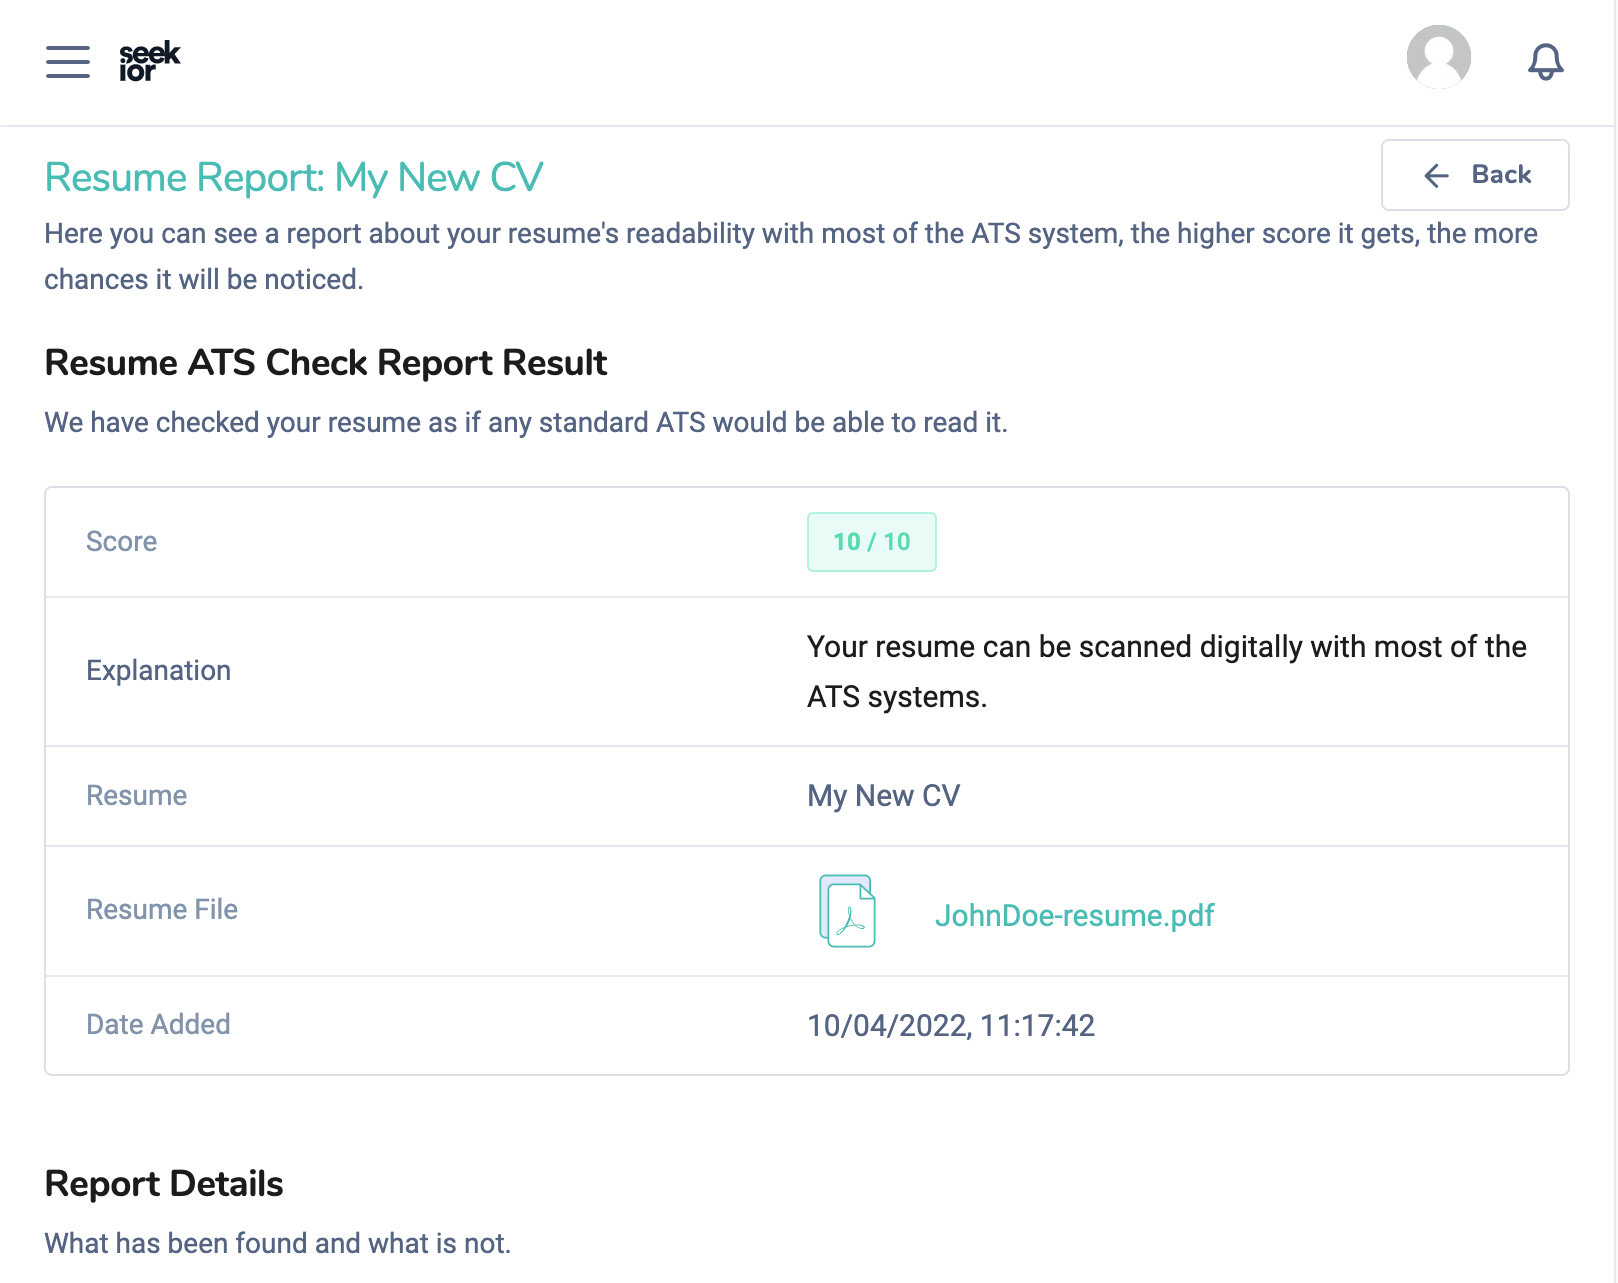 seek
ior
Resume Report: My New CV
Back
Here you can see a report about your resume's readability with most of the ATS system, the higher score it gets, the more
chances it will be noticed.
Resume ATS Check Report Result
We have checked your resume as if any standard ATS would be able to read it.
Score
10 / 10
Explanation
Your resume can be scanned digitally with most of the
ATS systems.
Resume
My New CV
Resume File
JohnDoe-resume.pdf
Date Added
10/04/2022, 11:17:42
Report Details
What has been found and what is not.